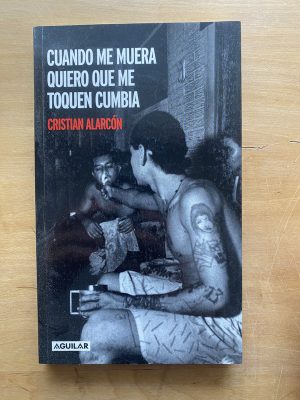 CUANDO ME MUERA
QUIERO QUE ME
TOQUEN CUMBIA
CRISTIAN ALARCÓN
AGUILAR